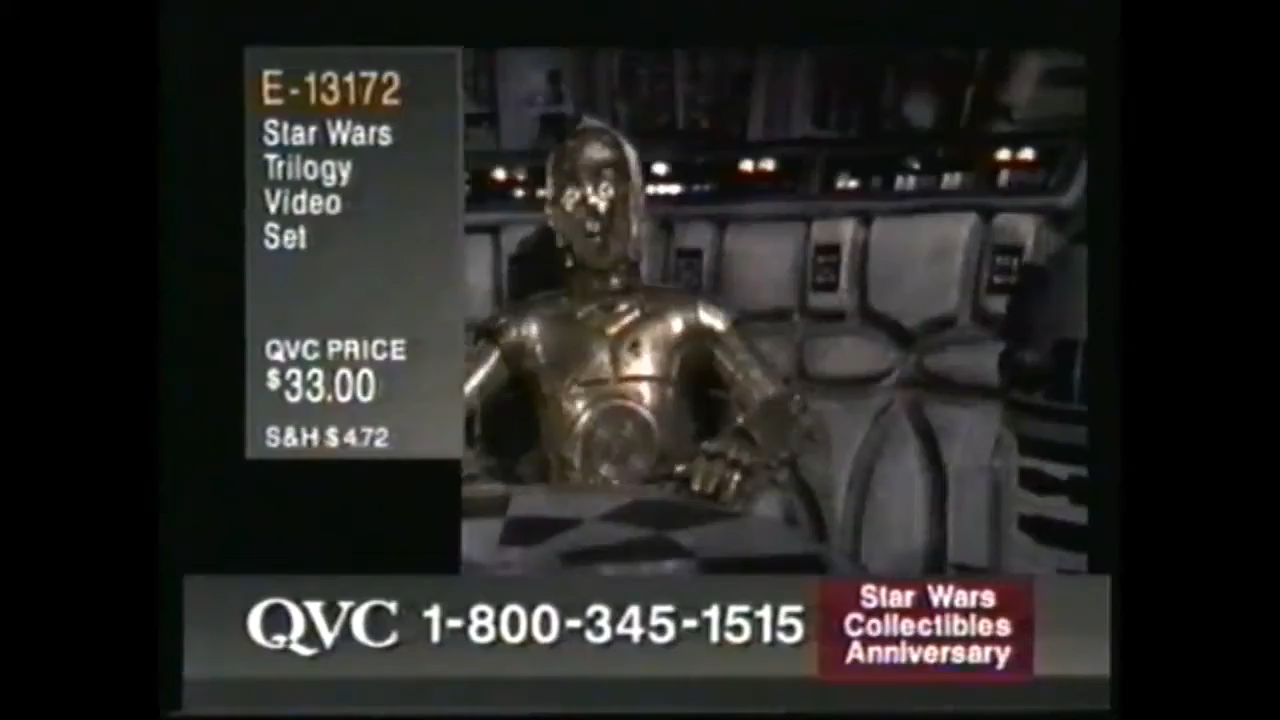 E-13172
Star Wars
Trilogy
Video
Set
QVC PRICE
$33.00
S&H $4.72
QVC 1-800-345-1515
Star Wars
Collectibles
Anniversary